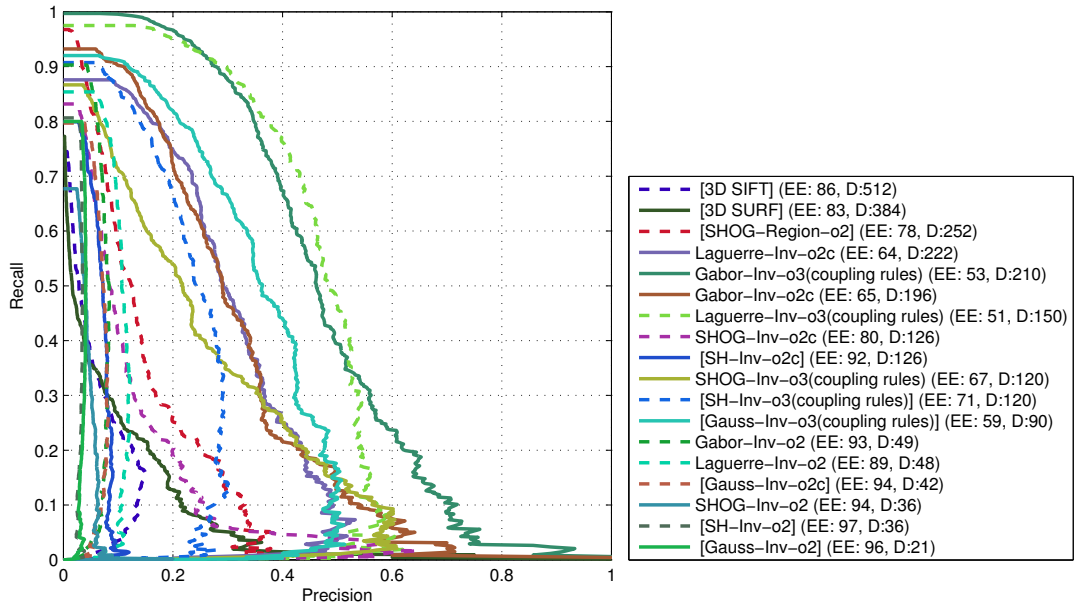 1
0.9
0.8
0.7
0.6
0.5
0.4
0.3
0.2
0.1
0
Recall
0 0.2 0.4 0.6 0.8 1
Precision
[3D SIFT] (EE: 86, D:512)
[3D SURF] (EE: 83, D:384)
[SHOG−Region−o2] (EE: 78, D:252)
Laguerre−Inv−o2c (EE: 64, D:222)
Gabor−Inv−o3(coupling rules) (EE: 53, D:210)
Gabor−Inv−o2c (EE: 65, D:196)
Laguerre−Inv−o3(coupling rules) (EE: 51, D:150)
SHOG−Inv−o2c (EE: 80, D:126)
[SH−Inv−o2c] (EE: 92, D:126)
SHOG−Inv−o3(coupling rules) (EE: 67, D:120)
[SH−Inv−o3(coupling rules)] (EE: 71, D:120)
[Gauss−Inv−o3(coupling rules)] (EE: 59, D:90)
Gabor−Inv−o2 (EE: 93, D:49)
Laguerre−Inv−o2 (EE: 89, D:48)
[Gauss−Inv−o2c] (EE: 94, D:42)
SHOG−Inv−o2 (EE: 94, D:36)
[SH−Inv−o2] (EE: 97, D:36)
[Gauss−Inv−o2] (EE: 96, D:21)